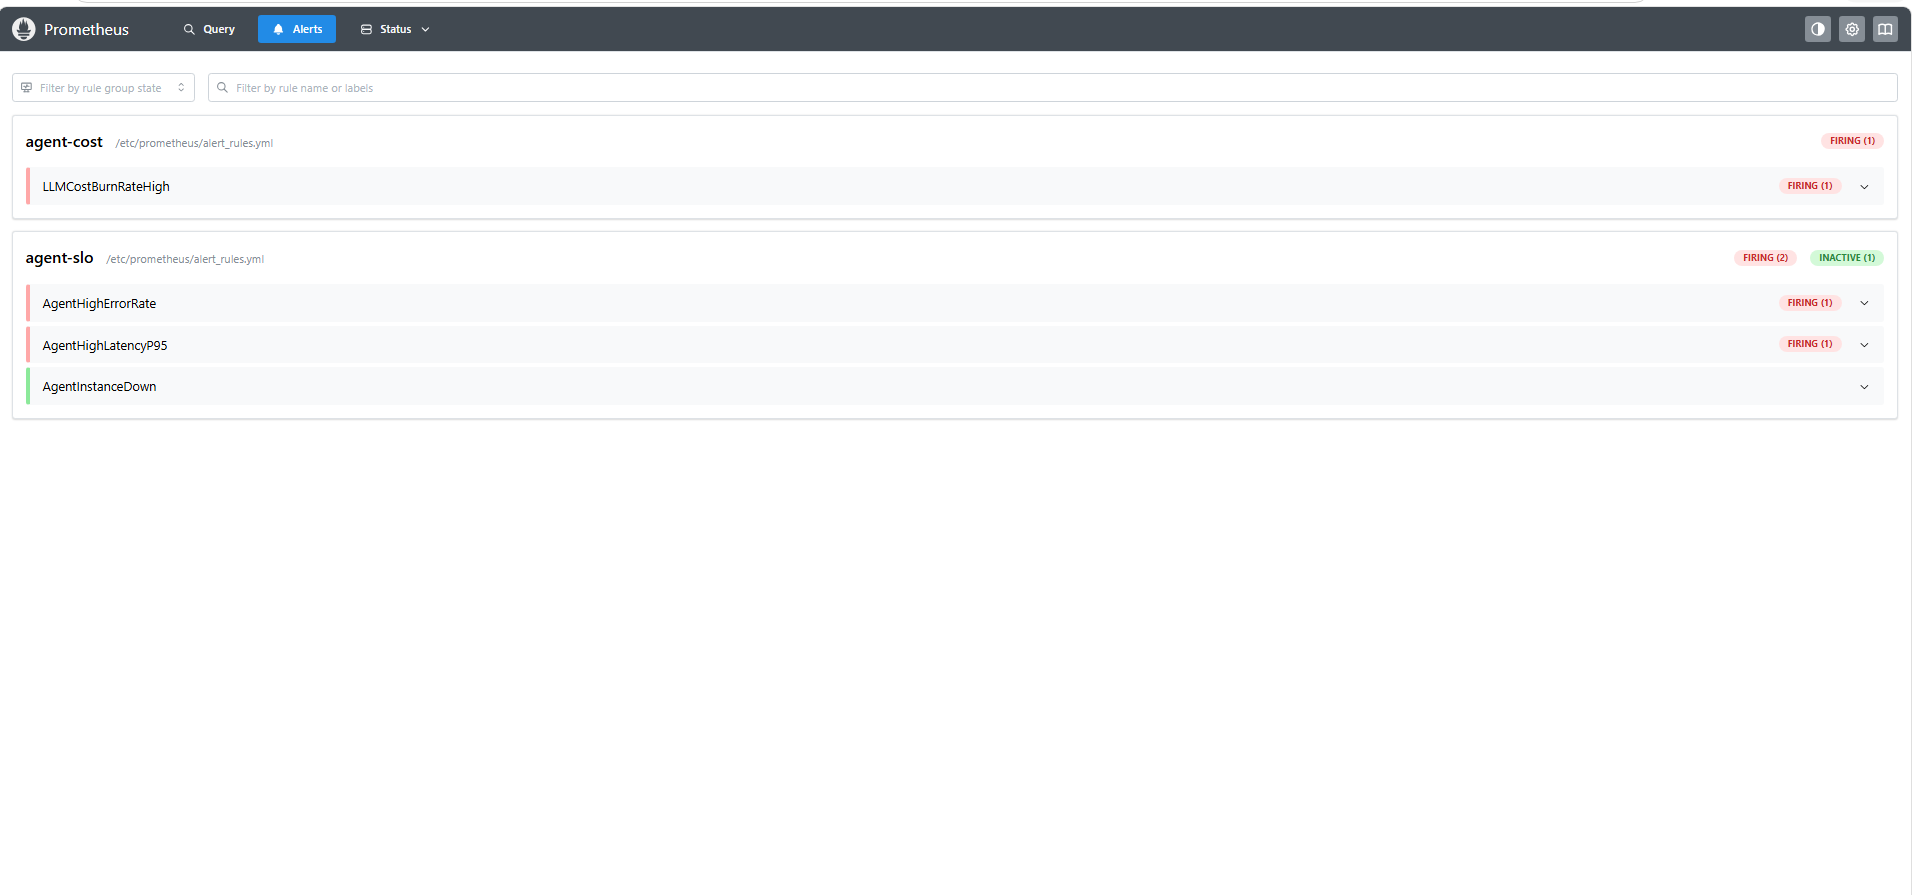 Prometheus Query Alerts Status
Filter by rule group state Filter by rule name or labels
agent-cost /etc/prometheus/alert_rules.yml FIRING (1)
LLMCostBurnRateHigh FIRING (1)
agent-slo /etc/prometheus/alert_rules.yml FIRING (2) INACTIVE (1)
AgentHighErrorRate FIRING (1)
AgentHighLatencyP95 FIRING (1)
AgentInstanceDown